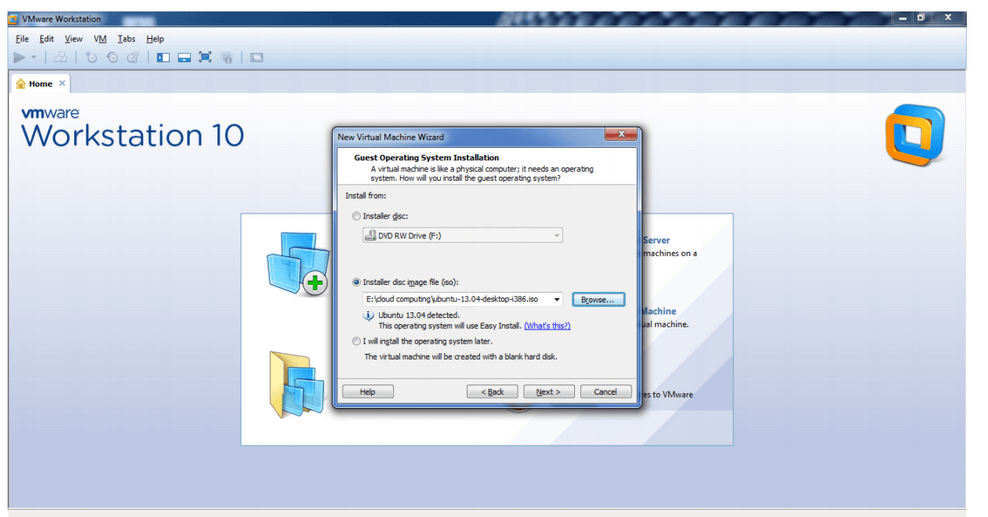 VMware Workstation
File Edit View VM Tabs Help
Home
vmware
Workstation 10
New Virtual Machine Wizard
Guest Operating System Installation
A virtual machine is like a physical computer; it needs an operating
system. How will you install the guest operating system?
Install from:
Installer disc:
DVD RW Drive (F:)
Installer disc image file (iso):
E:\cloud computing\ubuntu-13.04-desktop-i386.iso
Browse...
Ubuntu 13.04 detected.
This operating system will use Easy Install. (What's this?)
I will install the operating system later.
The virtual machine will be created with a blank hard disk.
Help < Back Next > Cancel
Server
machines on a
Machine
ual machine.
es to VMware